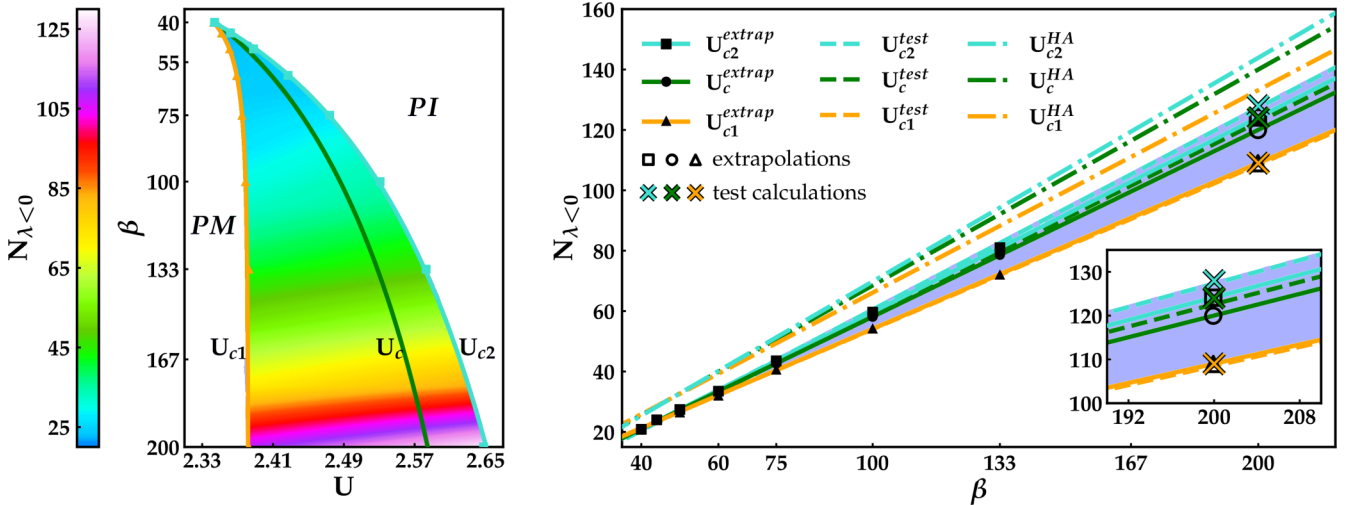 N_{λ<0}
125
105
85
65
45
25
β
40
55
75
100
133
167
200
PI
PM
U_{c1}
U_c
U_{c2}
2.33
2.41
2.49
2.57
2.65
U
N_{λ<0}
160
140
120
100
80
60
40
20
U_{c2}^{extrap}
U_{c2}^{test}
U_{c2}^{HA}
U_c^{extrap}
U_c^{test}
U_c^{HA}
U_{c1}^{extrap}
U_{c1}^{test}
U_{c1}^{HA}
extrapolations
test calculations
130
120
110
100
192
200
208
40
60
75
100
133
167
200
β